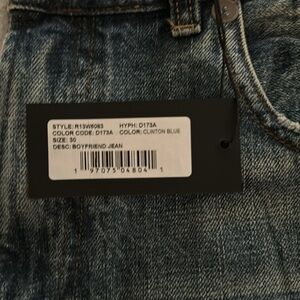 STYLE: R13W6083 HYPH: D173A
COLOR CODE: D173A COLOR: CLINTON BLUE
SIZE: 30
DESC: BOYFRIEND JEAN
1 97075 04804 1